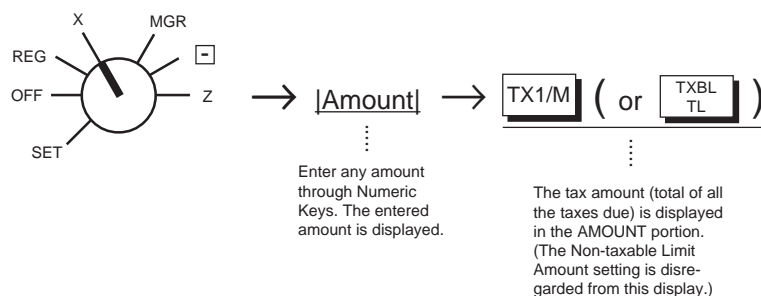 X
MGR
REG
-
OFF
Z
SET
|Amount|
TX1/M ( or TXBL TL )
Enter any amount
through Numeric
Keys. The entered
amount is displayed.
The tax amount (total of all
the taxes due) is displayed
in the AMOUNT portion.
(The Non-taxable Limit
Amount setting is disre-
garded from this display.)